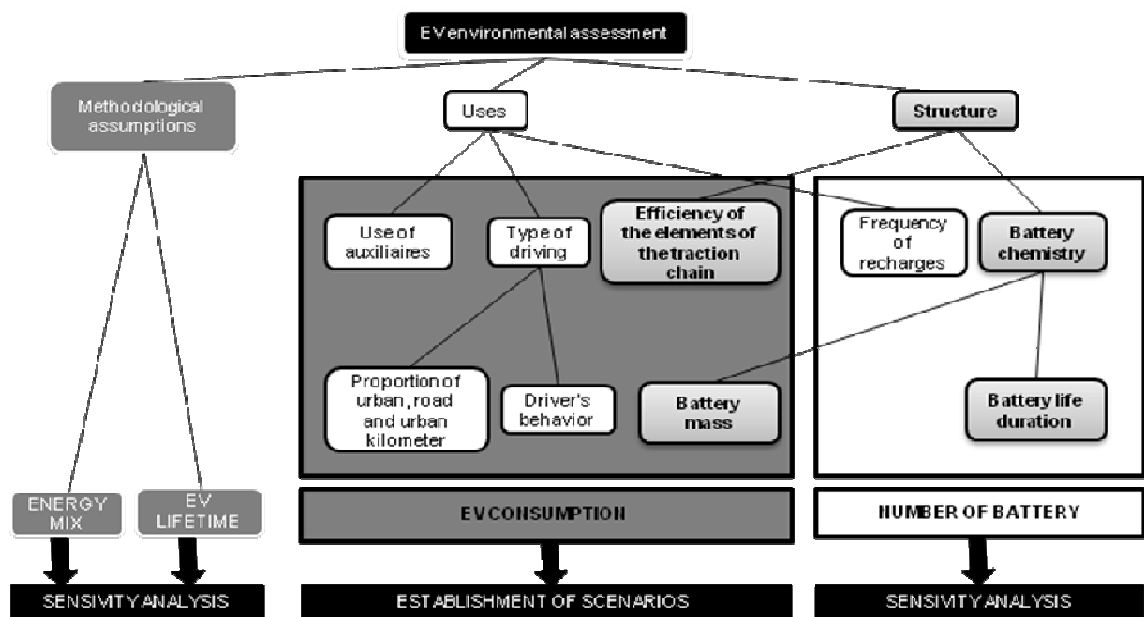 EV environmental assessment
Methodological
assumptions
Uses
Structure
Use of
auxiliaires
Type of
driving
Efficiency of
the elements of
the traction
chain
Frequency
of
recharges
Battery
chemistry
Proportion of
urban, road
and urban
kilometer
Driver's
behavior
Battery
mass
Battery life
duration
ENERGY
MIX
EV
LIFETIME
EV CONSUMPTION
NUMBER OF BATTERY
SENSIVITY ANALYSIS
ESTABLISHMENT OF SCENARIOS
SENSIVITY ANALYSIS